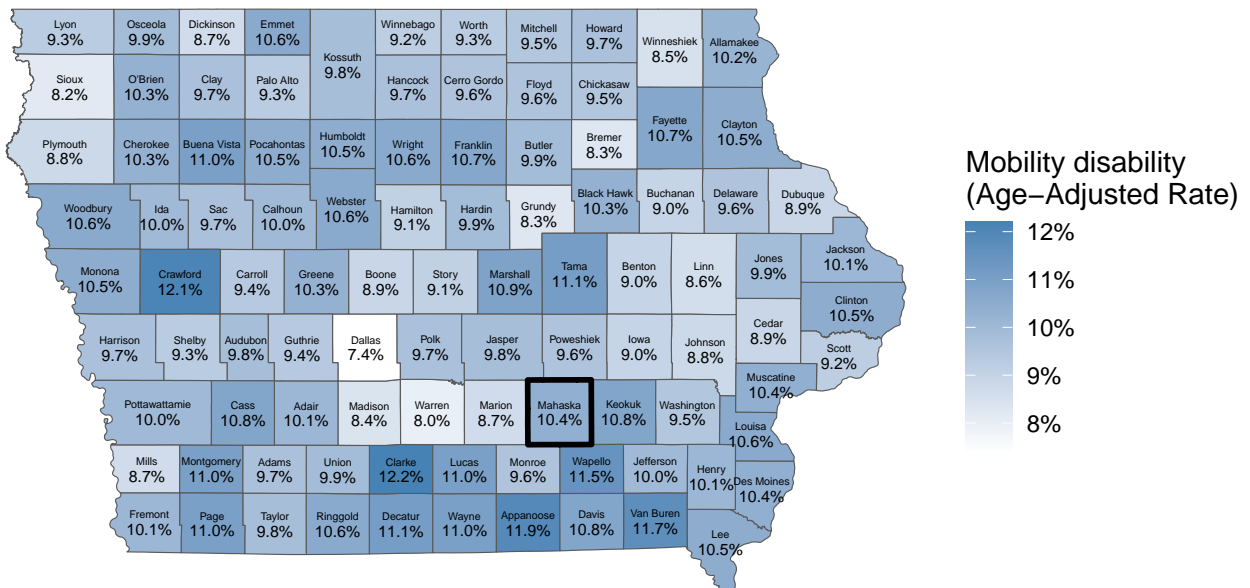 Lyon
9.3%
Osceola
9.9%
Dickinson
8.7%
Emmet
10.6%
Kossuth
9.8%
Winnebago
9.2%
Worth
9.3%
Mitchell
9.5%
Howard
9.7%
Winneshiek
8.5%
Allamakee
10.2%
Sioux
8.2%
O'Brien
10.3%
Clay
9.7%
Palo Alto
9.3%
Hancock
9.7%
Cerro Gordo
9.6%
Floyd
9.6%
Chickasaw
9.5%
Fayette
10.7%
Clayton
10.5%
Plymouth
8.8%
Cherokee
10.3%
Buena Vista
11.0%
Pocahontas
10.5%
Humboldt
10.5%
Wright
10.6%
Franklin
10.7%
Butler
9.9%
Bremer
8.3%
Woodbury
10.6%
Ida
10.0%
Sac
9.7%
Calhoun
10.0%
Webster
10.6%
Hamilton
9.1%
Hardin
9.9%
Grundy
8.3%
Black Hawk
10.3%
Buchanan
9.0%
Delaware
9.6%
Dubuque
8.9%
Monona
10.5%
Crawford
12.1%
Carroll
9.4%
Greene
10.3%
Boone
8.9%
Story
9.1%
Marshall
10.9%
Tama
11.1%
Benton
9.0%
Linn
8.6%
Jones
9.9%
Jackson
10.1%
Clinton
10.5%
Harrison
9.7%
Shelby
9.3%
Audubon
9.8%
Guthrie
9.4%
Dallas
7.4%
Polk
9.7%
Jasper
9.8%
Poweshiek
9.6%
Iowa
9.0%
Johnson
8.8%
Cedar
8.9%
Scott
9.2%
Muscatine
10.4%
Pottawattamie
10.0%
Cass
10.8%
Adair
10.1%
Madison
8.4%
Warren
8.0%
Marion
8.7%
Mahaska
10.4%
Keokuk
10.8%
Washington
9.5%
Louisa
10.6%
Mills
8.7%
Montgomery
11.0%
Adams
9.7%
Union
9.9%
Clarke
12.2%
Lucas
11.0%
Monroe
9.6%
Wapello
11.5%
Jefferson
10.0%
Henry
10.1%
Des Moines
10.4%
Fremont
10.1%
Page
11.0%
Taylor
9.8%
Ringgold
10.6%
Decatur
11.1%
Wayne
11.0%
Appanoose
11.9%
Davis
10.8%
Van Buren
11.7%
Lee
10.5%
Mobility disability
(Age−Adjusted Rate)
12%
11%
10%
9%
8%